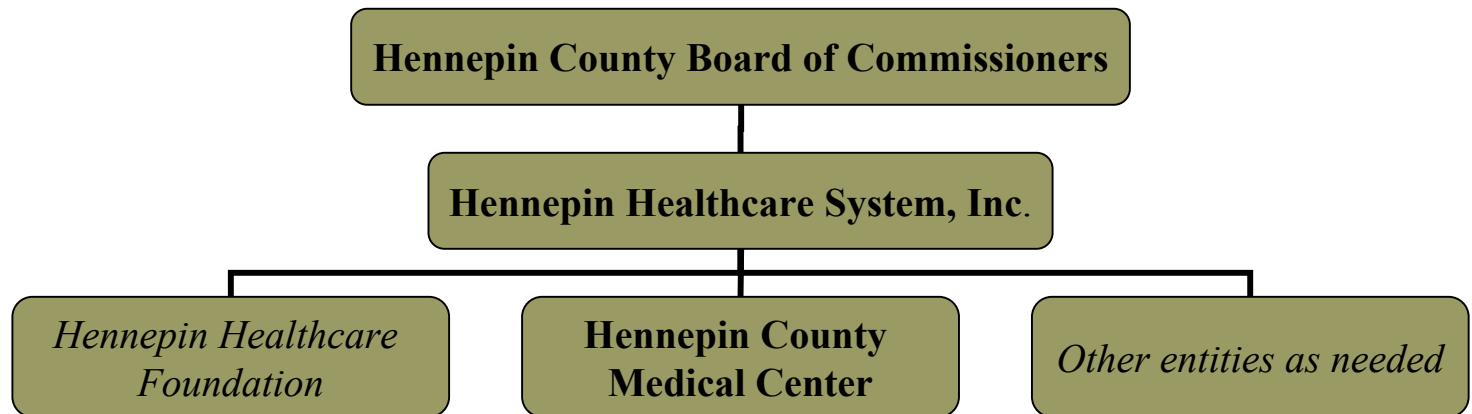 Hennepin County Board of Commissioners
Hennepin Healthcare System, Inc.
Hennepin Healthcare
Foundation
Hennepin County
Medical Center
Other entities as needed